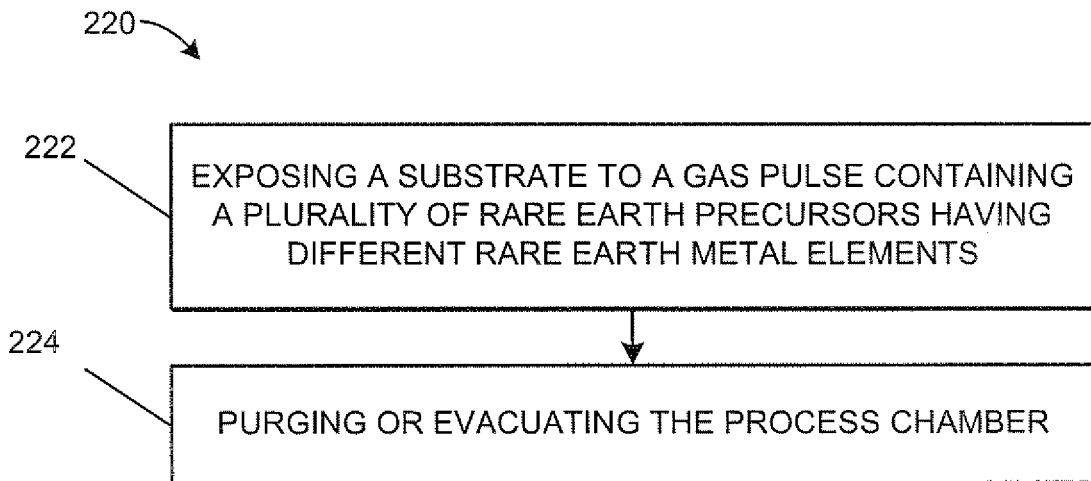 220
222
EXPOSING A SUBSTRATE TO A GAS PULSE CONTAINING
A PLURALITY OF RARE EARTH PRECURSORS HAVING
DIFFERENT RARE EARTH METAL ELEMENTS
224
PURGING OR EVACUATING THE PROCESS CHAMBER